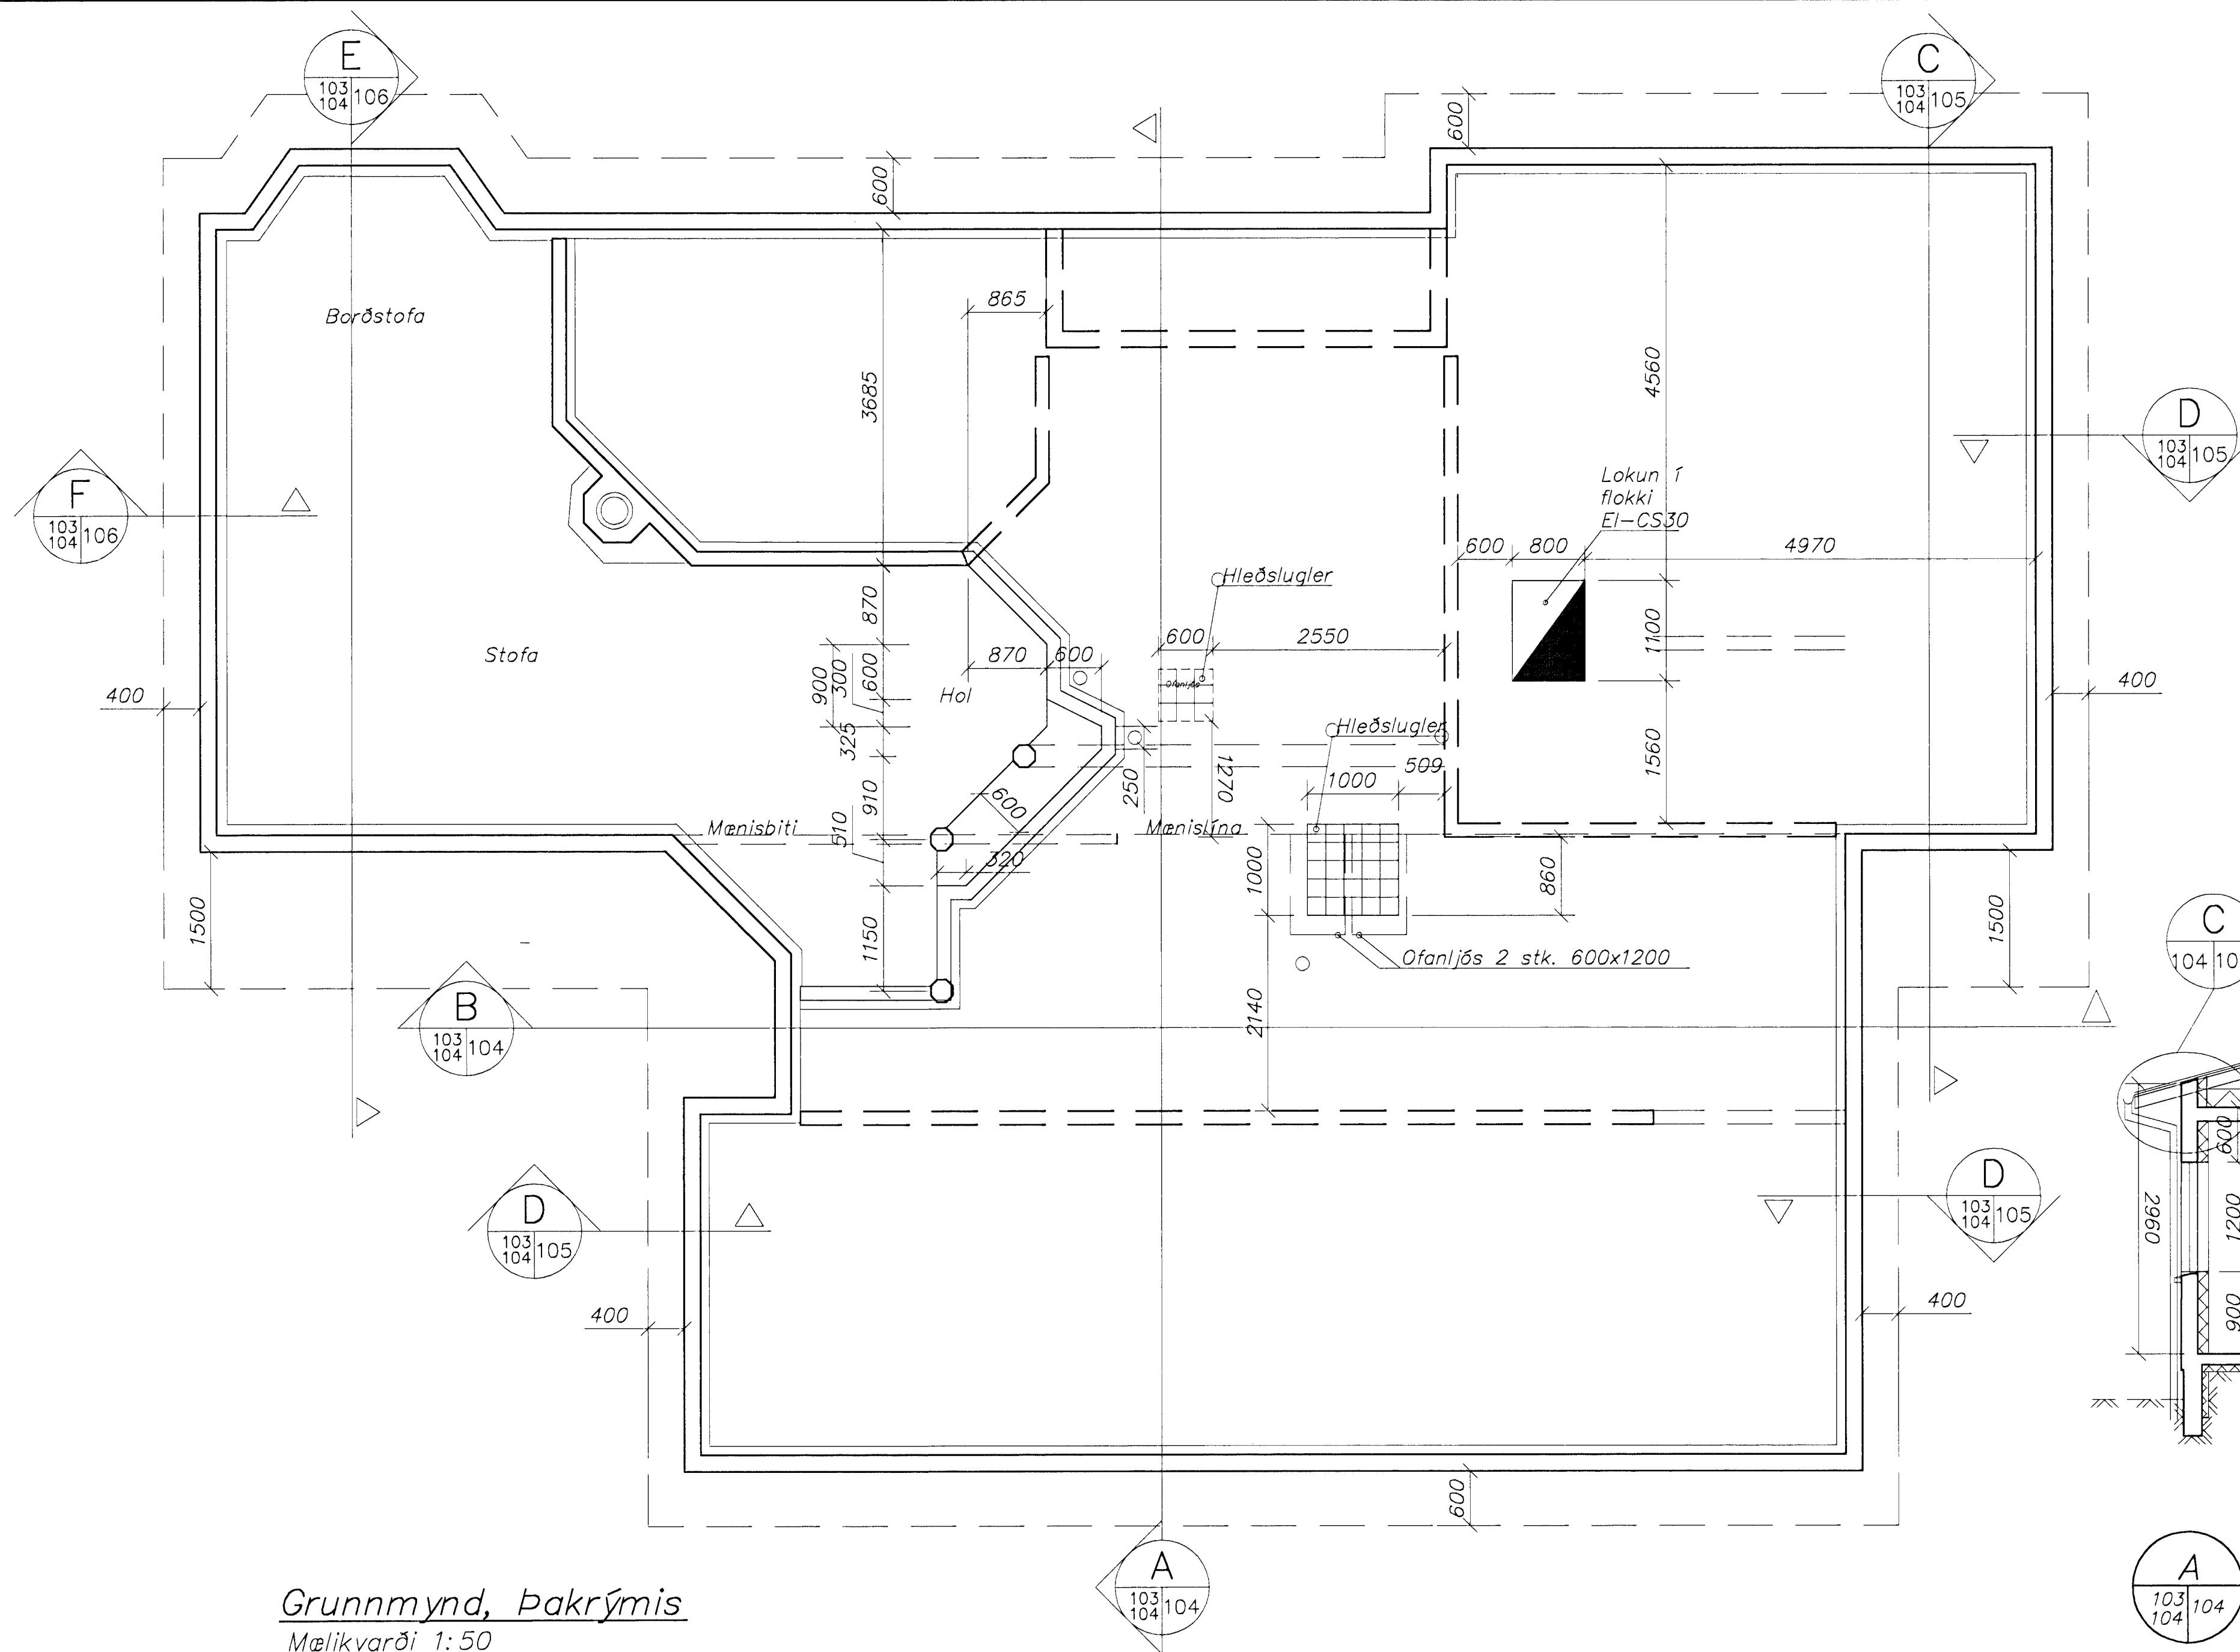 E
103
104
106
C
103
104
105
600
600
Borðstofa
865
3685
4560
D
103
104
105
F
103
104
106
Lokun í
flokki
EI-CS30
600
800
4970
Hleðslugler
870
600
2550
1100
Stofa
900
300
600
870
600
Hol
Ofanljós
400
400
325
Hleðslugler
250
1270
1560
1000
509
910
600
510
Mænisbiti
Mænislína
320
1000
860
1500
1150
1500
C
104
10
Ofanljós 2 stk. 600x1200
2140
B
103
104
104
600
D
103
104
105
D
103
104
105
2960
1200
400
400
900
600
A
103
104
104
A
103
104
104
Grunnmynd, Þakrýmis
Mælikvarði 1:50